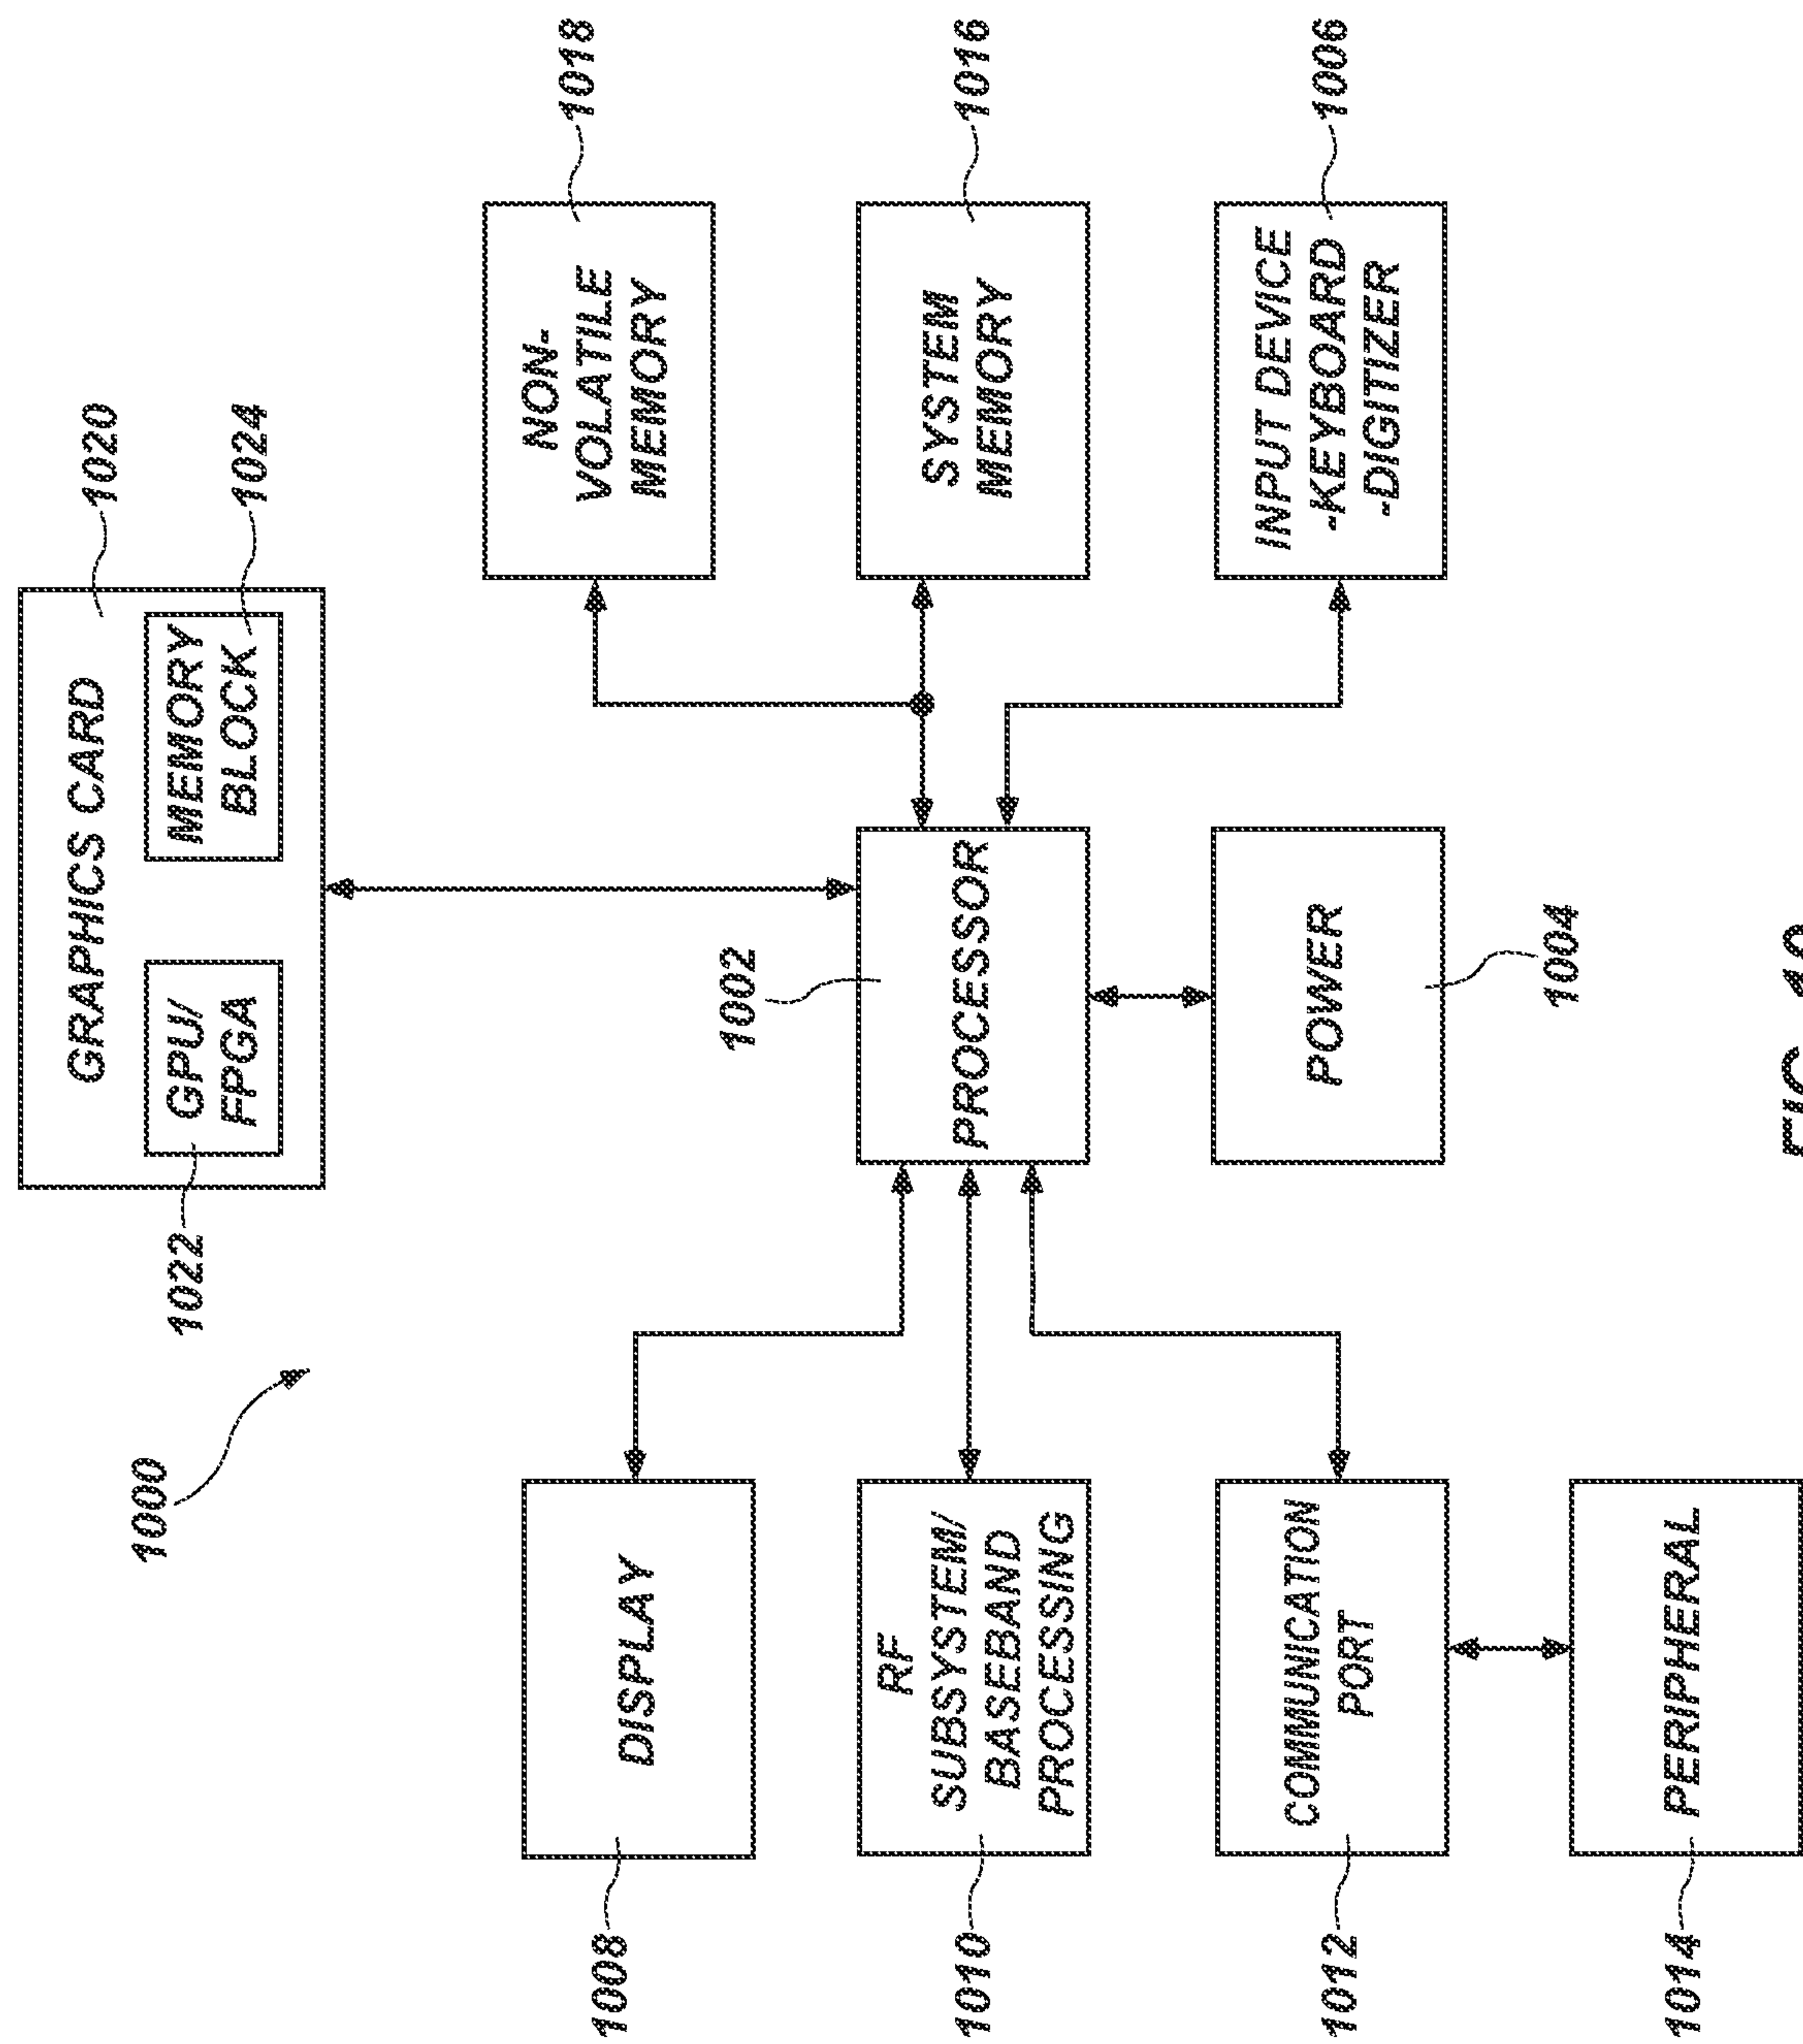 1000
1020
GRAPHICS CARD
1022
GPU/
FPGA
MEMORY
BLOCK
1024
1008
DISPLAY
1002
PROCESSOR
NON-
VOLATILE
MEMORY
1018
1010
RF
SUBSYSTEM/
BASEBAND
PROCESSING
SYSTEM
MEMORY
1016
1012
COMMUNICATION
PORT
POWER
1004
INPUT DEVICE
-KEYBOARD
-DIGITIZER
1006
1014
PERIPHERAL